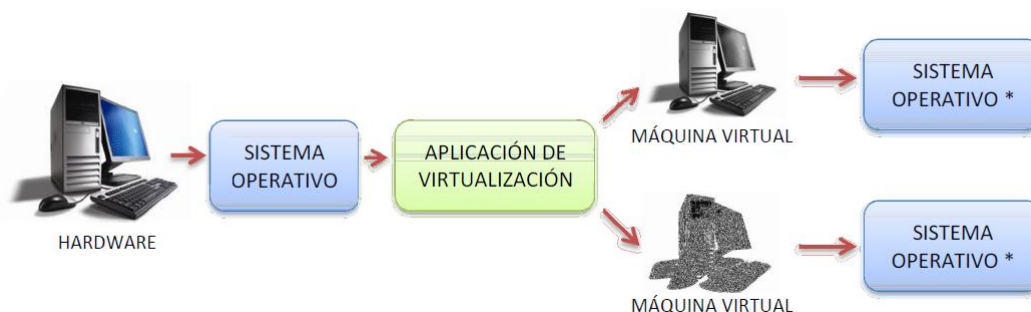 HARDWARE
SISTEMA
OPERATIVO
APLICACIÓN DE
VIRTUALIZACIÓN
MÁQUINA VIRTUAL
SISTEMA
OPERATIVO *
MÁQUINA VIRTUAL
SISTEMA
OPERATIVO *